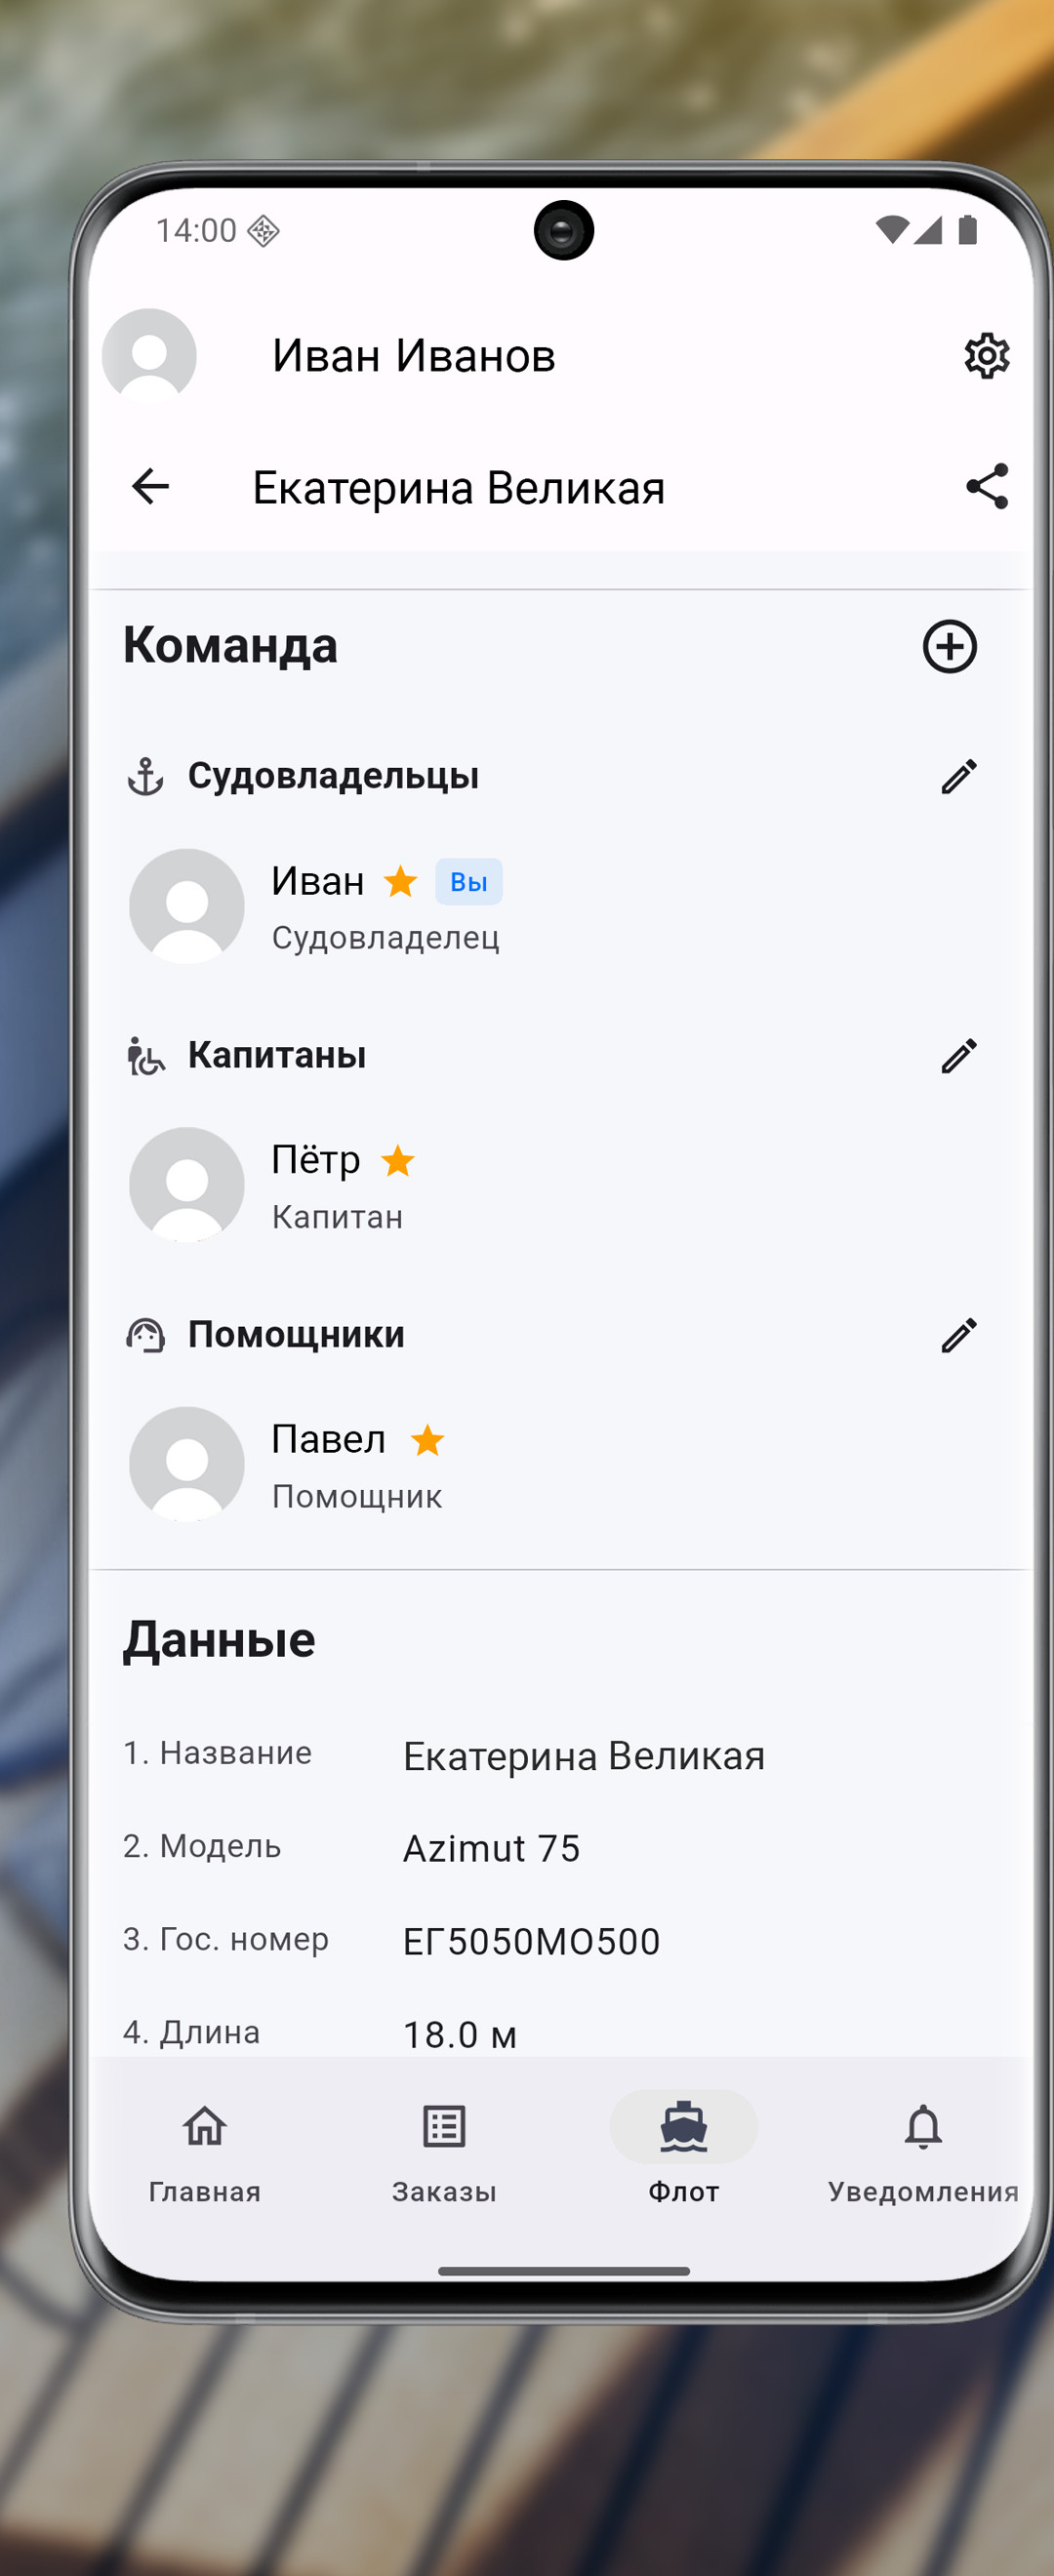 14:00
Иван Иванов
Екатерина Великая
Команда
Судовладельцы
Иван Вы
Судовладелец
Капитаны
Пётр
Капитан
Помощники
Павел
Помощник
Данные
1. Название Екатерина Великая
2. Модель Azimut 75
3. Гос. номер ЕГ5050МО500
4. Длина 18.0 м
Главная Заказы Флот Уведомления